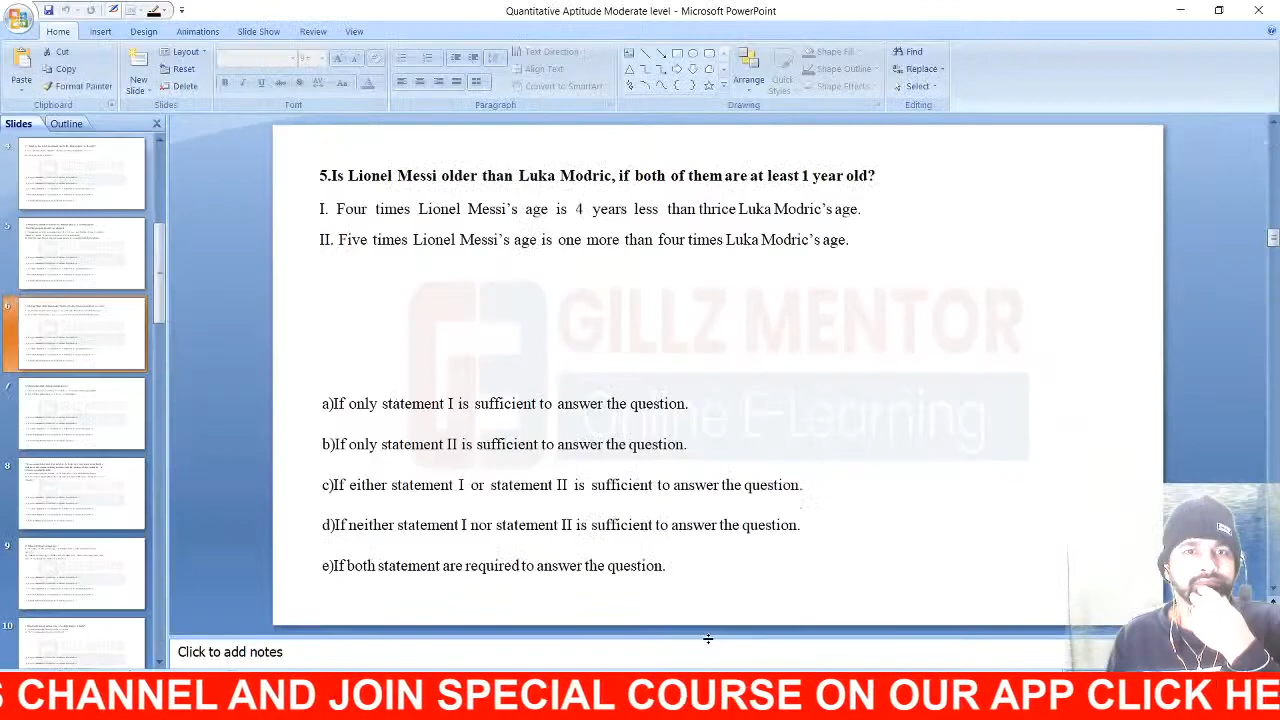 Quantitative Aptitude Moderate level - Micros
Home Insert Design Animations Slide Show Review View
Cut
Copy
Format Painter
Paste
Clipboard
New Slide
Layout
Reset
Delete
Slides
Font
Text Direction
Align Text
Convert to SmartArt
Paragraph
Arrange
Quick Styles
Shape Fill
Shape Outline
Shape Effects
Drawing
Find
Replace
Select
Editing
Slides Outline
4
5
6
7
8
9
10
5.Is Lionel Messi older than Luka Modric, if both of them are at least 1 year old?
Four times Lionel Messi's age is 4 years less than thrice Luka Modric's age.
II. Five times Lionel Messi's age is one more than four times Luka Modric's age.
a)If only statement I is sufficient to answer the question.
b)If only statement II is sufficient to answer the question.
c)If either statement I or statement II is sufficient to answer the question.
d)If neither statement I nor statement II is sufficient to answer the question.
e)If both statement are required to answer the question.
Click to add notes
S CHANNEL AND JOIN SPECIAL COURSE ON OUR APP CLICK HE